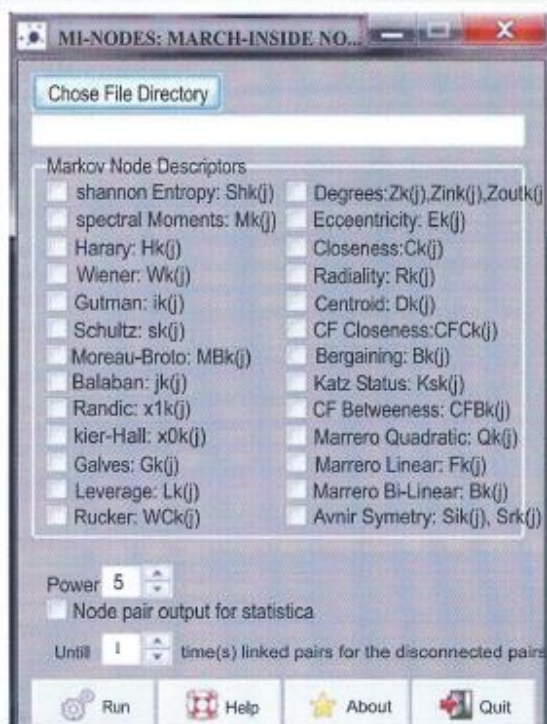 MI-NODES: MARCH-INSIDE NO...
Chose File Directory
Markov Node Descriptors
shannon Entropy: Shk(j)
spectral Moments: Mk(j)
Harary: Hk(j)
Wiener: Wk(j)
Gutman: ik(j)
Schultz: sk(j)
Moreau-Broto: MBk(j)
Balaban: jk(j)
Randic: x1k(j)
kier-Hall: x0k(j)
Galves: Gk(j)
Leverage: Lk(j)
Rucker: WCk(j)
Degrees:Zk(j),Zink(j),Zoutk(j
Ecceentricity: Ek(j)
Closeness:Ck(j)
Radiality: Rk(j)
Centroid: Dk(j)
CF Closeness:CFCk(j)
Bergaining: Bk(j)
Katz Status: Ksk(j)
CF Betweeness: CFBk(j)
Marrero Quadratic: Qk(j)
Marrero Linear: Fk(j)
Marrero Bi-Linear: Bk(j)
Avnir Symetry: Sik(j), Srk(j)
Power 5
Node pair output for statistica
Untill 1 time(s) linked pairs for the disconnected pairs
Run
Help
About
Quit